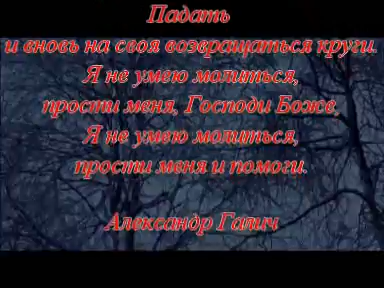 Падать
и вновь на своя возвращаться круги.
Я не умею молиться,
прости меня, Господи Боже,
Я не умею молиться,
прости меня и помоги.
Александр Галич